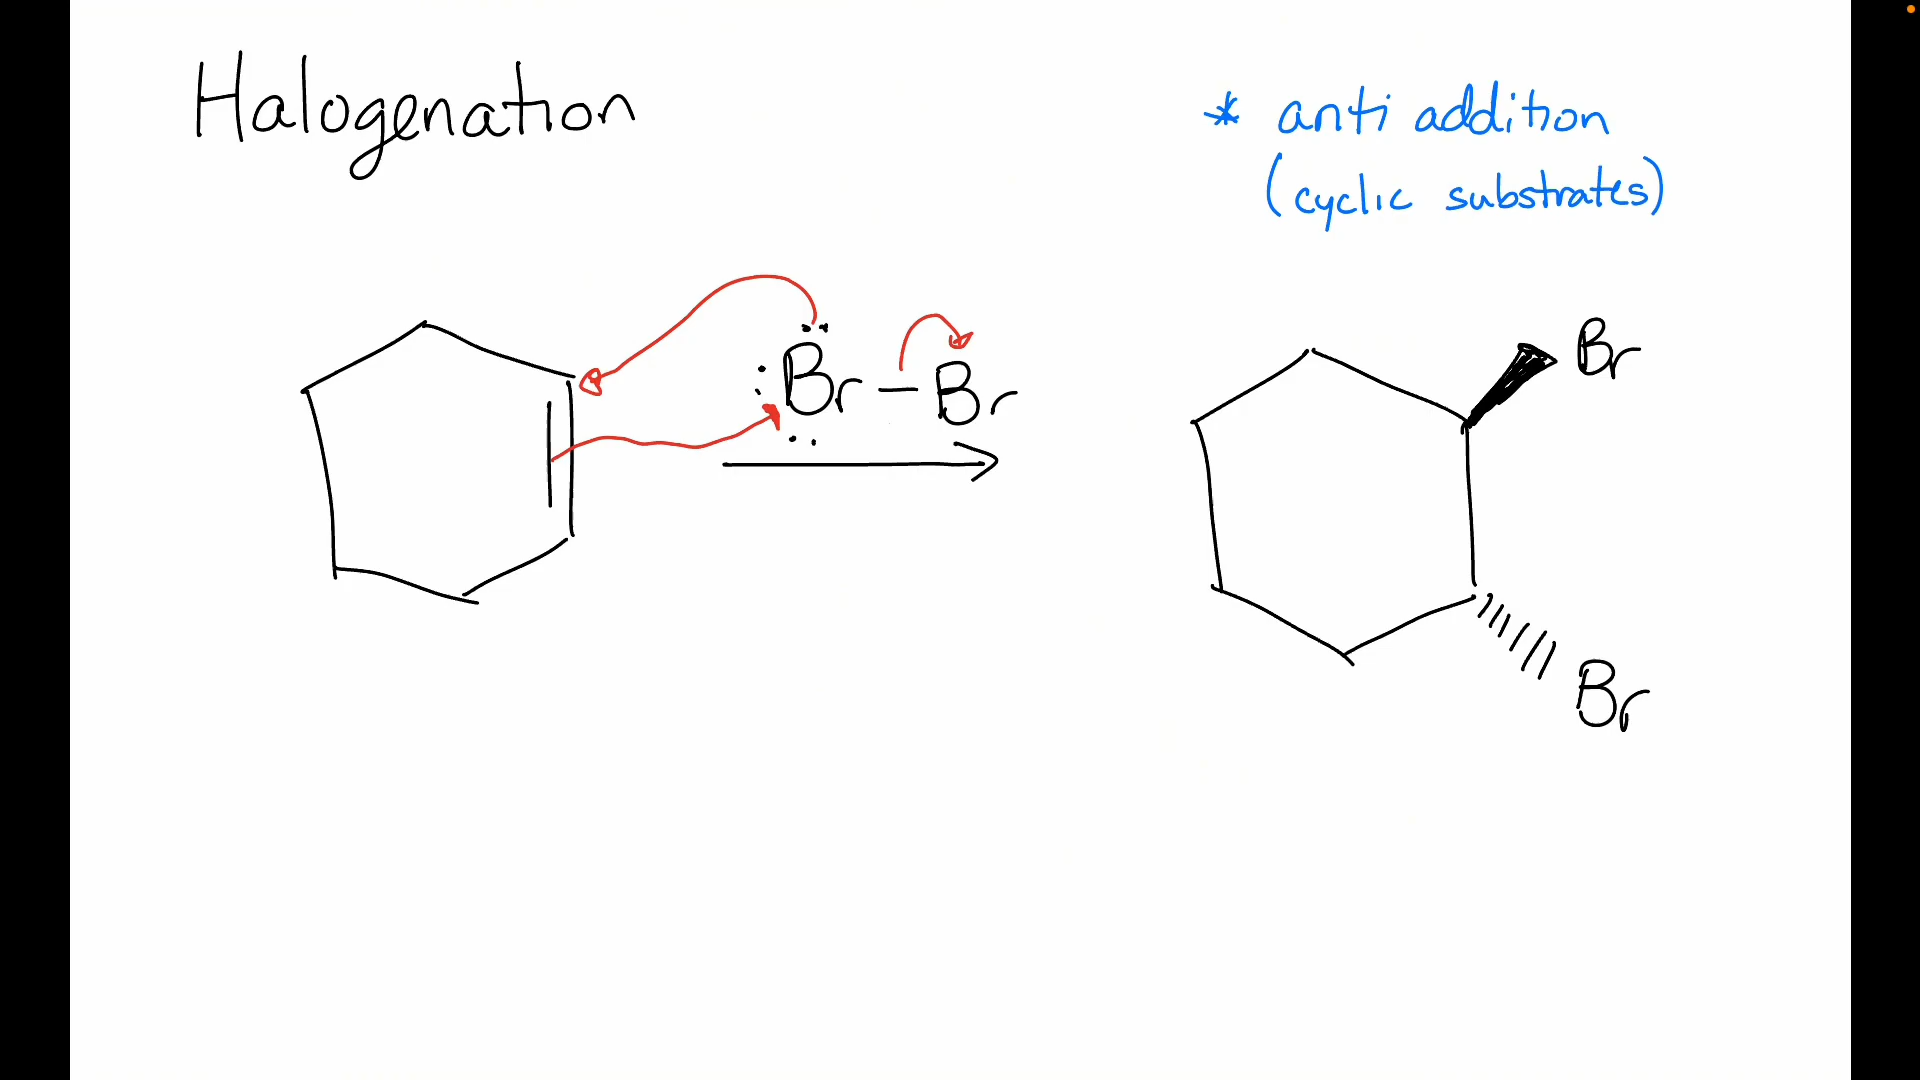 Halogenation
* anti addition
(cyclic substrates)
Br
Br - Br
Br